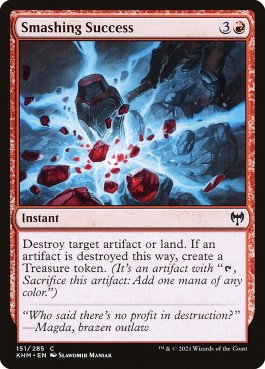 Smashing Success 3
Instant
Destroy target artifact or land. If an
artifact is destroyed this way, create a
Treasure token. (It's an artifact with “,
Sacrifice this artifact: Add one mana of any
color.”)
“Who said there's no profit in destruction?”
—Magda, brazen outlaw
151/285 C
KHM • EN SLAWOMIR MANIAK
™ & © 2021 Wizards of the Coast